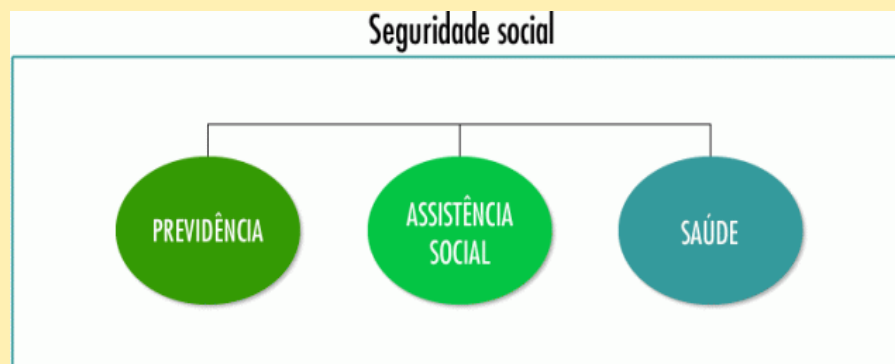 Seguridade social
PREVIDÊNCIA
ASSISTÊNCIA
SOCIAL
SAÚDE